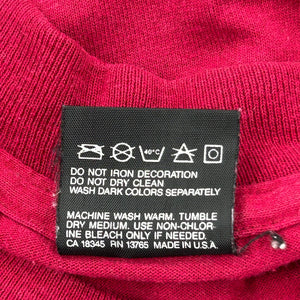 40°C
DO NOT IRON DECORATION
DO NOT DRY CLEAN
WASH DARK COLORS SEPARATELY
MACHINE WASH WARM. TUMBLE
DRY MEDIUM. USE NON-CHLOR-
INE BLEACH ONLY IF NEEDED.
CA 18345 RN 13765 MADE IN U.S.A.